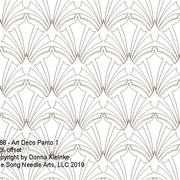 88 - Art Deco Panto 1
offset
opyright by Donna Kleinke
e Song Needle Arts, LLC 2019